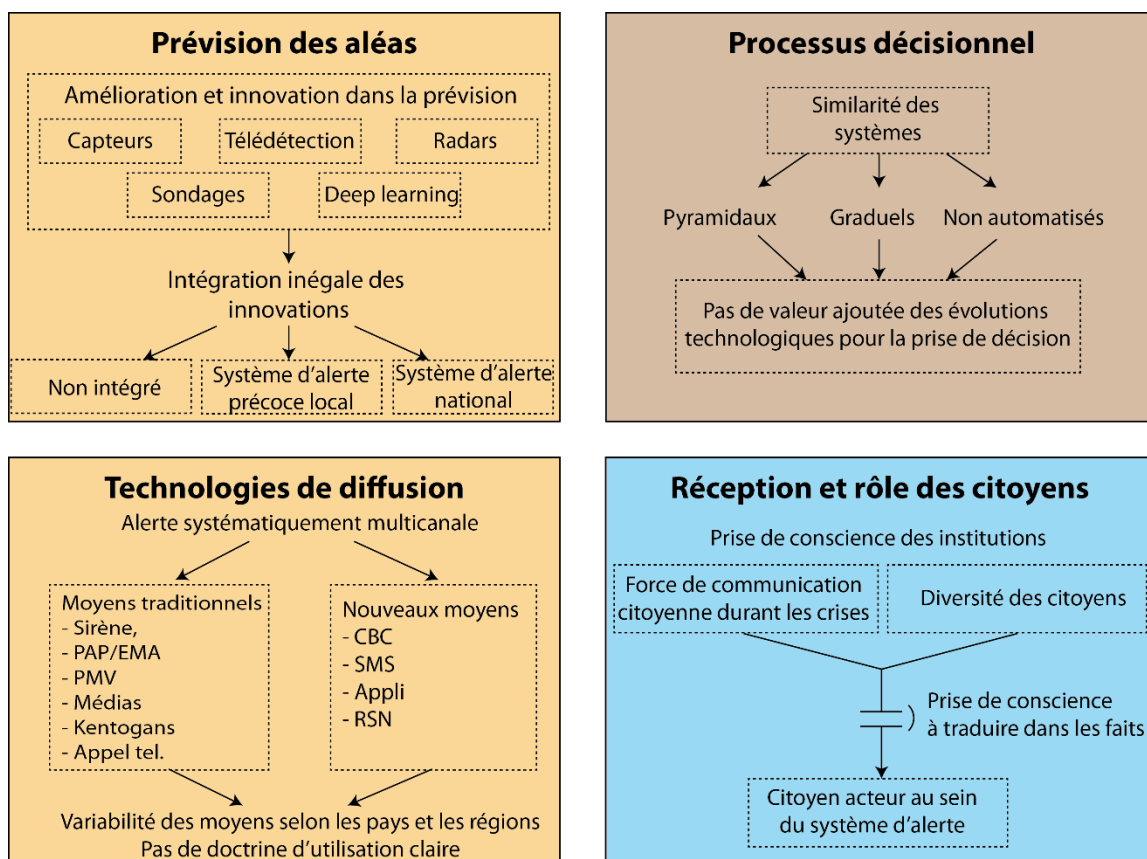 Prévision des aléas
Amélioration et innovation dans la prévision
Capteurs
Télédétection
Radars
Sondages
Deep learning
Intégration inégale des
innovations
Non intégré
Système d'alerte
précoce local
Système d'alerte
national
Processus décisionnel
Similarité des
systèmes
Pyramidaux
Graduels
Non automatisés
Pas de valeur ajoutée des évolutions
technologiques pour la prise de décision
Technologies de diffusion
Alerte systématiquement multicanale
Moyens traditionnels
- Sirène,
- PAP/EMA
- PMV
- Médias
- Kentogans
- Appel tel.
Nouveaux moyens
- CBC
- SMS
- Appli
- RSN
Variabilité des moyens selon les pays et les régions
Pas de doctrine d'utilisation claire
Réception et rôle des citoyens
Prise de conscience des institutions
Force de communication
citoyenne durant les crises
Diversité des citoyens
Prise de conscience
à traduire dans les faits
Citoyen acteur au sein
du système d'alerte